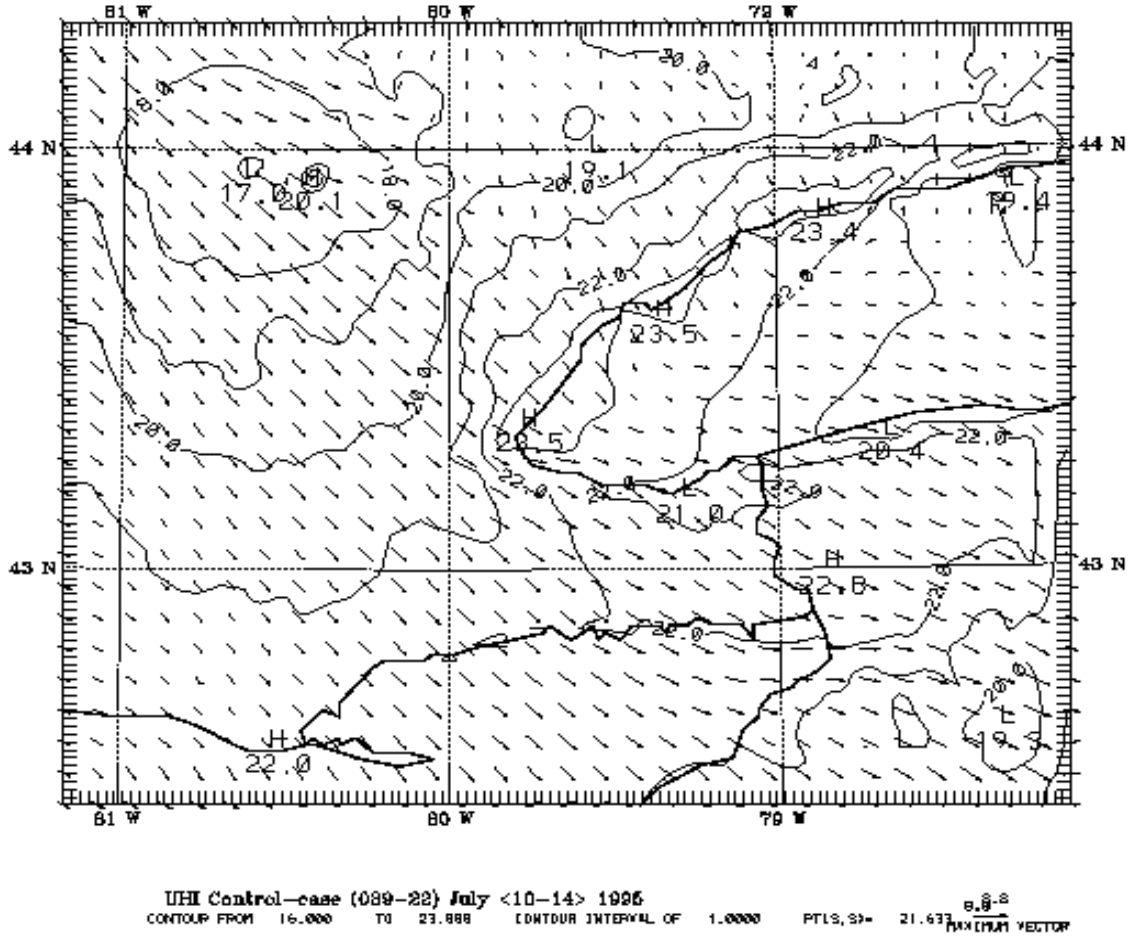 81 W 80 W 79 W
20.0
18.0
44 N 44 N
22.0
L H L
17.0 20.1 19.1
18.0 20.0
L
19.4
H
23.4
22.0 22.0
H
23.5
20.0
20.0
H L
20.4
22.0
22.0 22.0
L
21.0
43 N 43 N
H
22.8
22.0
22.0
20.0
L
H
22.0
81 W 80 W 79 W
UHI Control-case (089-22) July <10-14> 1995
CONTOUR FROM 16.000 TO CONTOUR INTERVAL OF 1.0000 21.633
MAXIMUM VECTOR